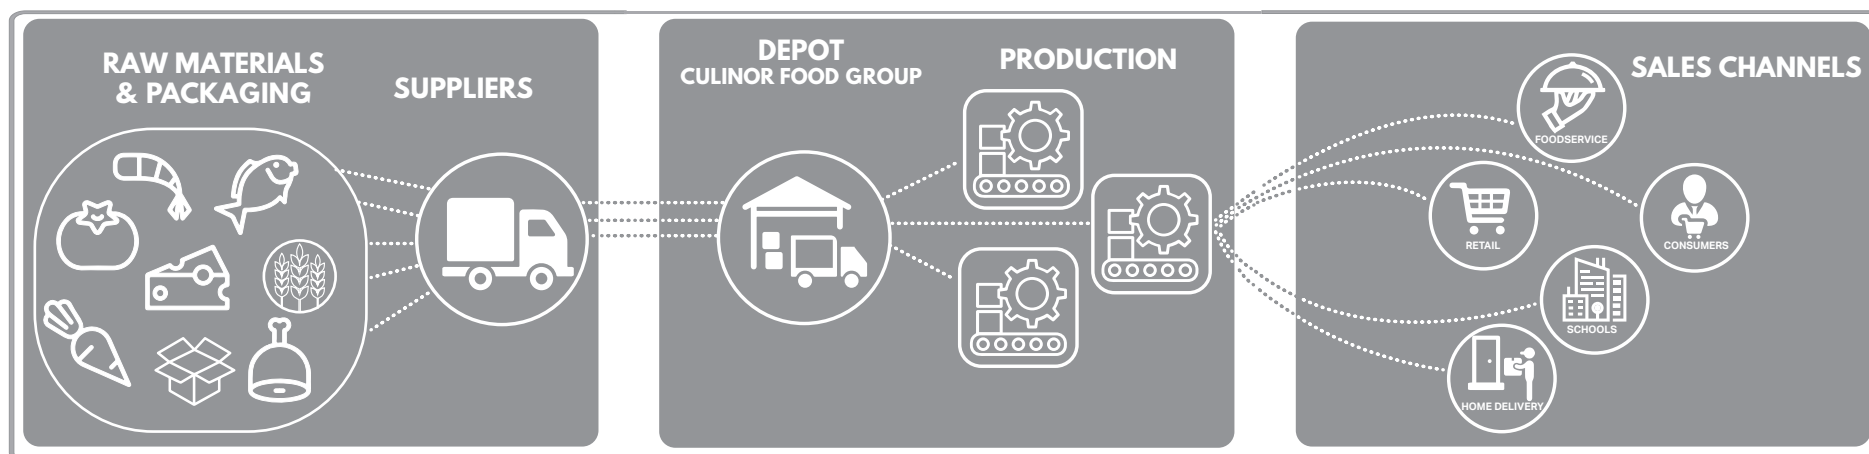 RAW MATERIALS
& PACKAGING
SUPPLIERS
DEPOT
CULINOR FOOD GROUP
PRODUCTION
SALES CHANNELS
FOODSERVICE
RETAIL
CONSUMERS
SCHOOLS
HOME DELIVERY